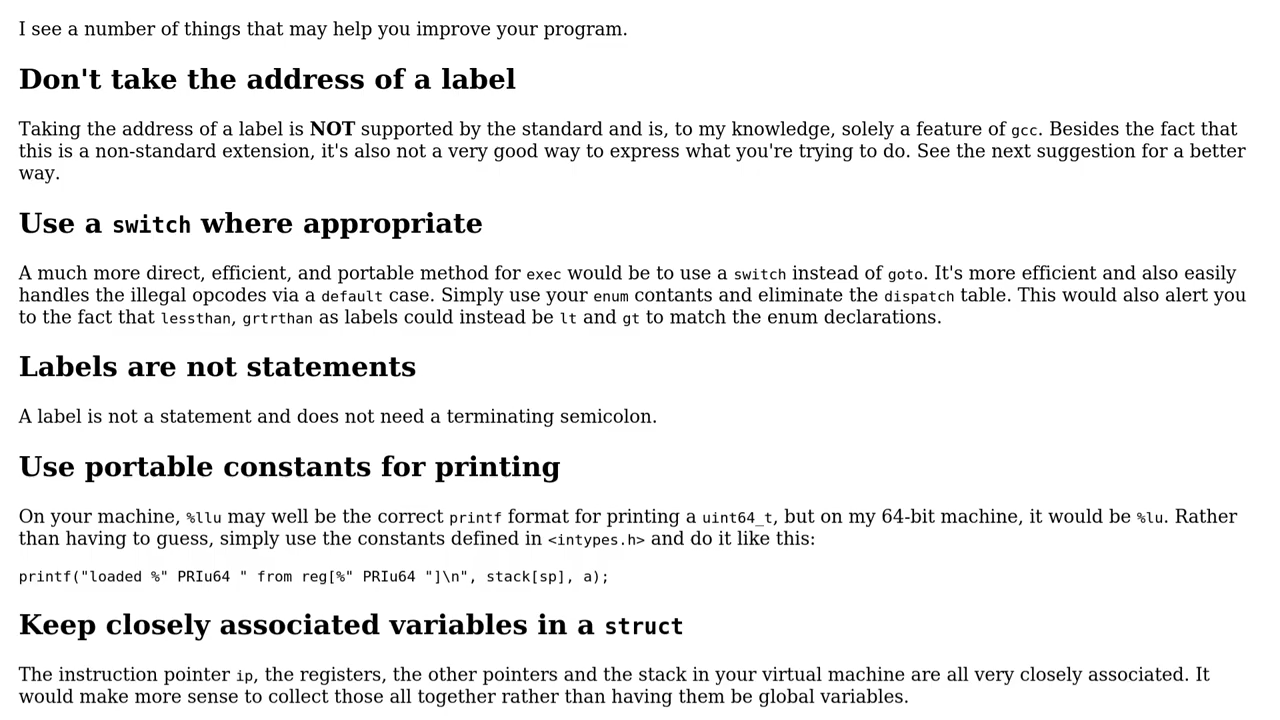 I see a number of things that may help you improve your program.
Don't take the address of a label
Taking the address of a label is NOT supported by the standard and is, to my knowledge, solely a feature of gcc. Besides the fact that
this is a non-standard extension, it's also not a very good way to express what you're trying to do. See the next suggestion for a better
way.
Use a switch where appropriate
A much more direct, efficient, and portable method for exec would be to use a switch instead of goto. It's more efficient and also easily
handles the illegal opcodes via a default case. Simply use your enum contants and eliminate the dispatch table. This would also alert you
to the fact that lessthan, grtrthan as labels could instead be lt and gt to match the enum declarations.
Labels are not statements
A label is not a statement and does not need a terminating semicolon.
Use portable constants for printing
On your machine, %llu may well be the correct printf format for printing a uint64_t, but on my 64-bit machine, it would be %lu. Rather
than having to guess, simply use the constants defined in <intypes.h> and do it like this:
printf("loaded %" PRIu64 " from reg[%" PRIu64 "]\n", stack[sp], a);
Keep closely associated variables in a struct
The instruction pointer ip, the registers, the other pointers and the stack in your virtual machine are all very closely associated. It
would make more sense to collect those all together rather than having them be global variables.